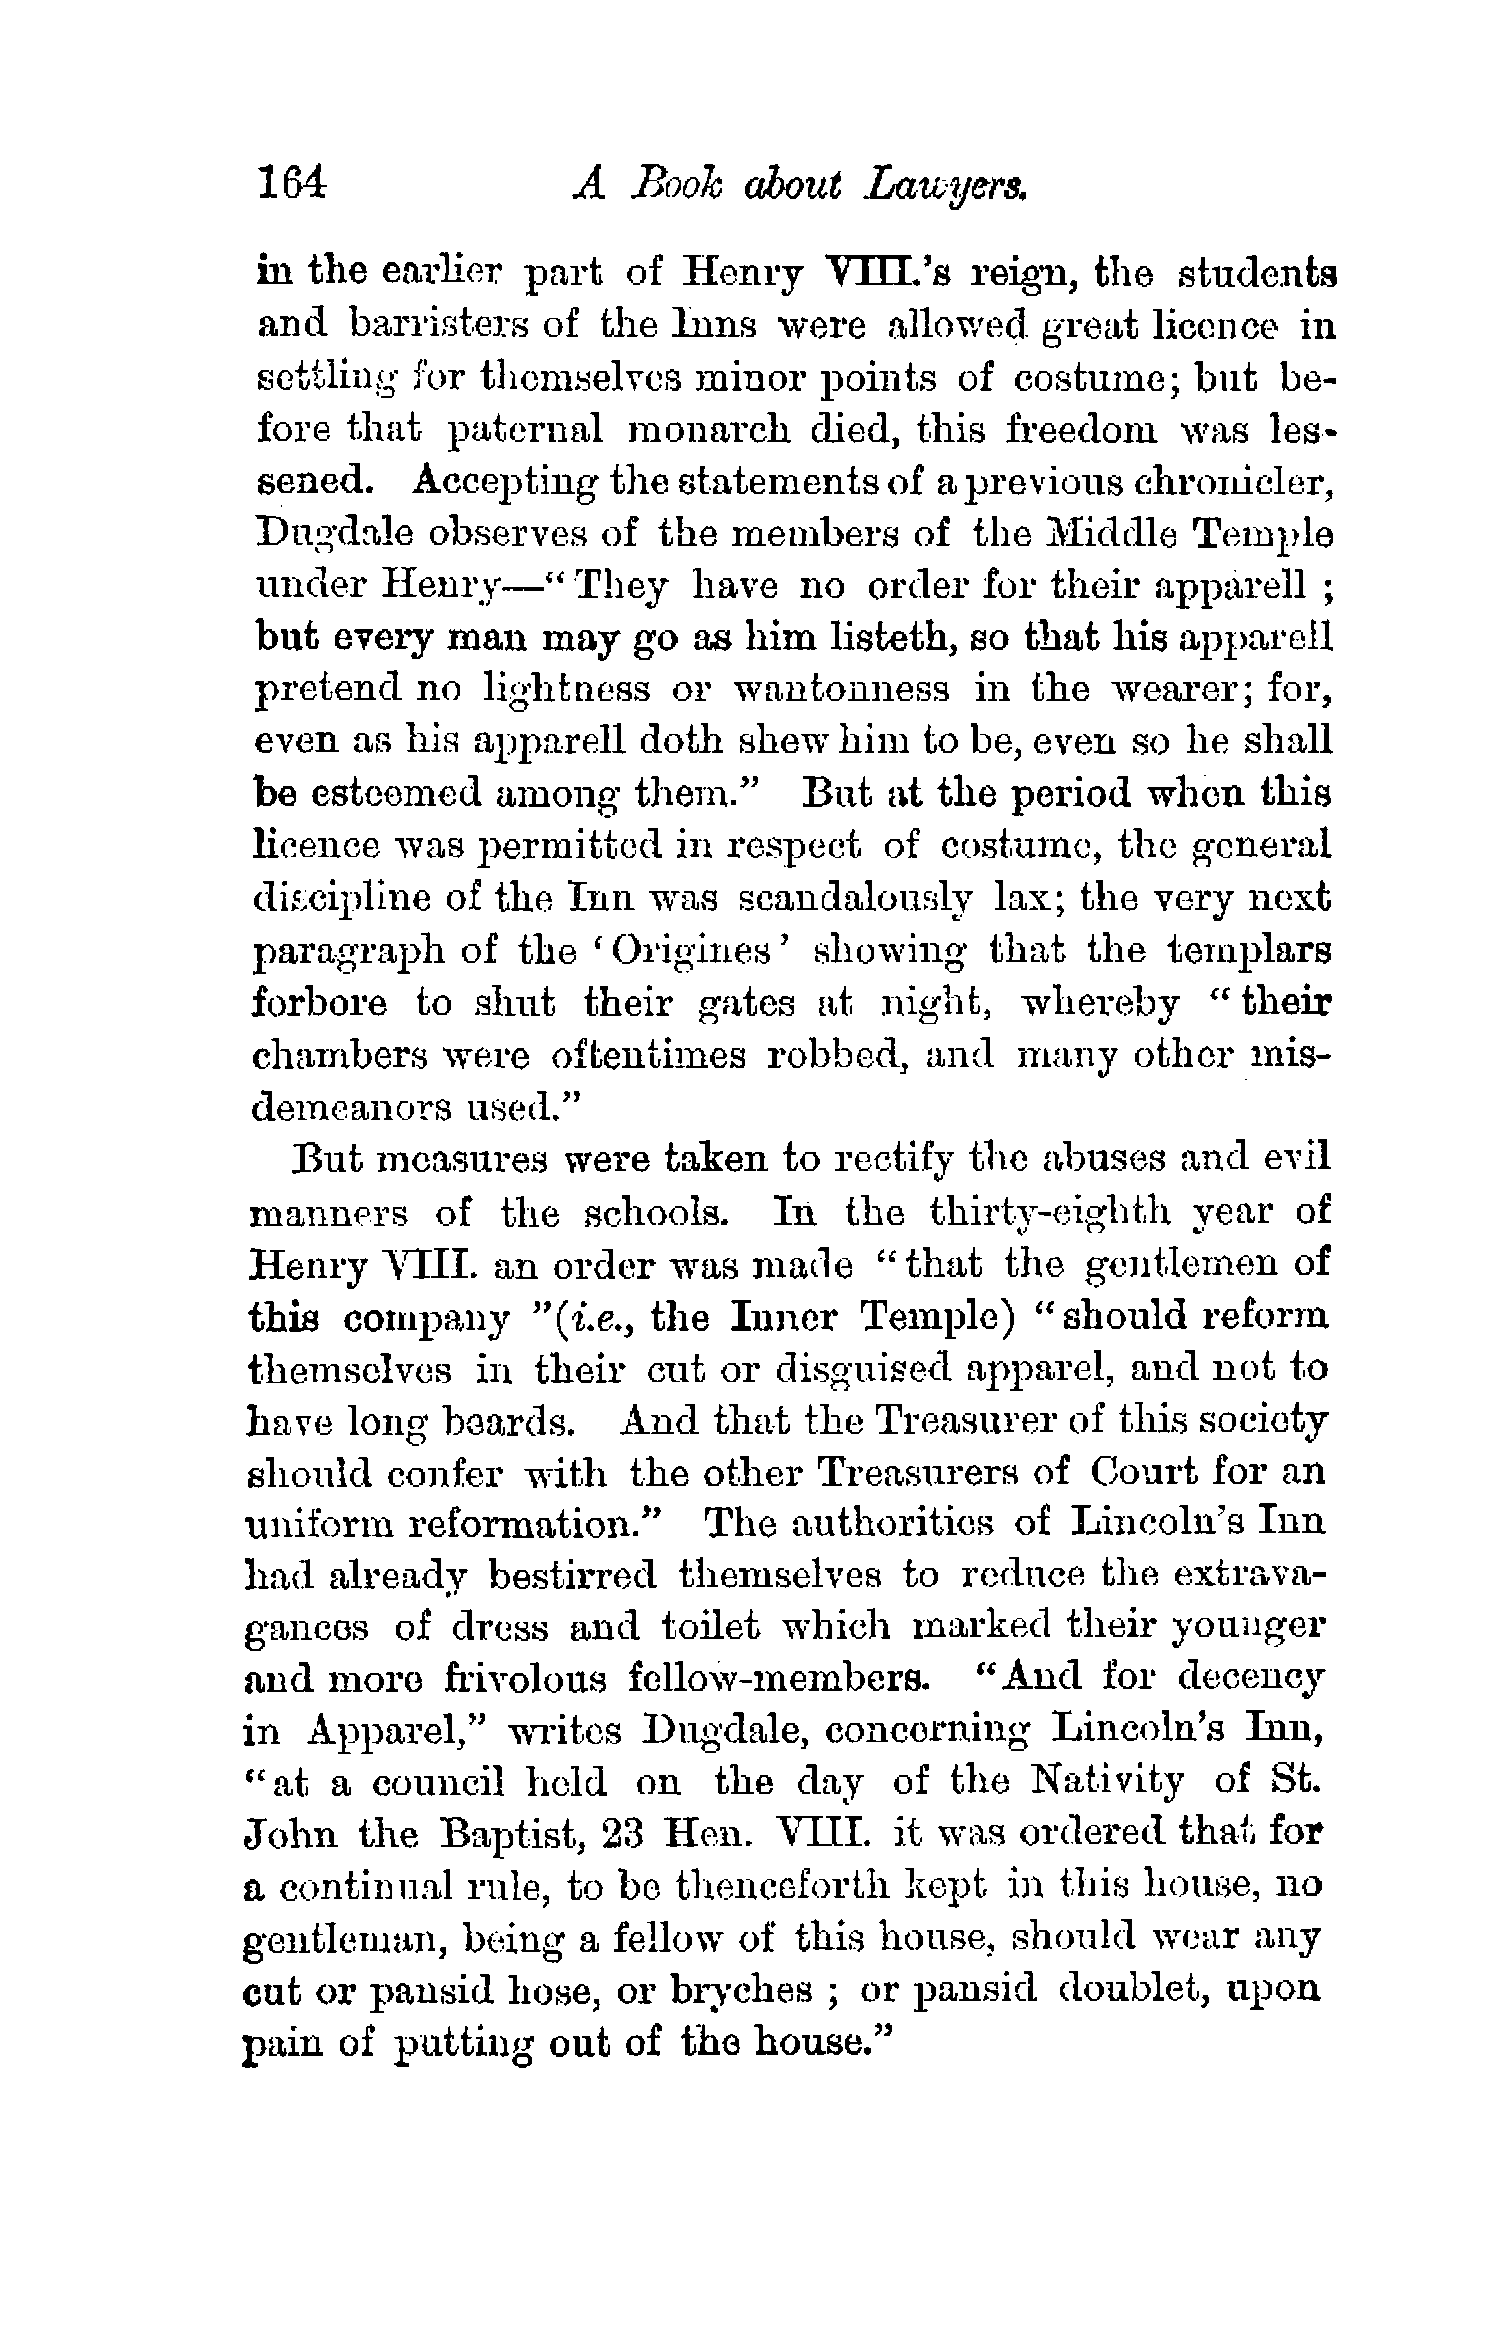 164 A Book about Lawyers.
in the earlier part of Henry VIII.'s reign, the students
and barristers of the Inns were allowed great licence in
settling for themselves minor points of costume; but be-
fore that paternal monarch died, this freedom was les-
sened. Accepting the statements of a previous chronicler,
Dugdale observes of the members of the Middle Temple
under Henry—"They have no order for their apparell ;
but every man may go as him listeth, so that his apparell
pretend no lightness or wantonness in the wearer; for,
even as his apparell doth shew him to be, even so he shall
be esteemed among them." But at the period when this
licence was permitted in respect of costume, the general
discipline of the Inn was scandalously lax; the very next
paragraph of the 'Origines' showing that the templars
forbore to shut their gates at night, whereby "their
chambers were oftentimes robbed, and many other mis-
demeanors used."
But measures were taken to rectify the abuses and evil
manners of the schools. In the thirty-eighth year of
Henry VIII. an order was made "that the gentlemen of
this company "(i.e., the Inner Temple) "should reform
themselves in their cut or disguised apparel, and not to
have long beards. And that the Treasurer of this society
should confer with the other Treasurers of Court for an
uniform reformation." The authorities of Lincoln's Inn
had already bestirred themselves to reduce the extrava-
gances of dress and toilet which marked their younger
and more frivolous fellow-members. "And for decency
in Apparel," writes Dugdale, concerning Lincoln's Inn,
"at a council held on the day of the Nativity of St.
John the Baptist, 23 Hen. VIII. it was ordered that for
a continual rule, to be thenceforth kept in this house, no
gentleman, being a fellow of this house, should wear any
cut or pansid hose, or bryches ; or pansid doublet, upon
pain of putting out of the house."